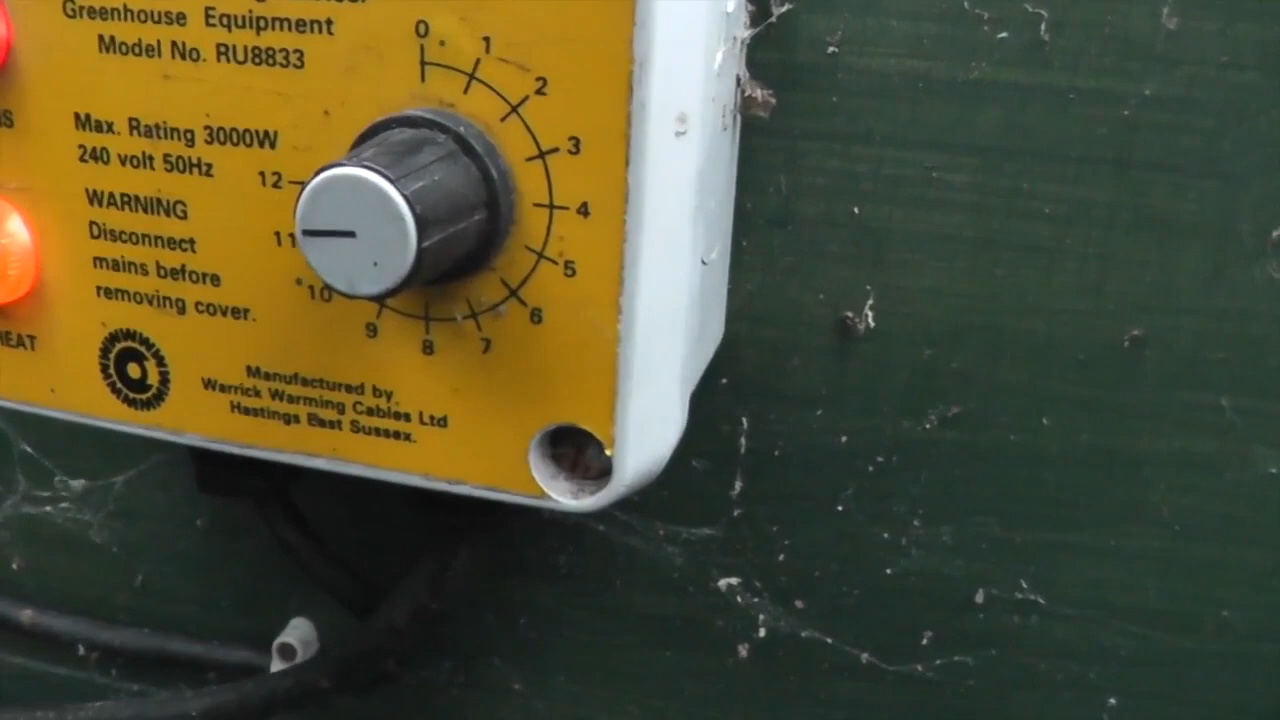 Greenhouse Equipment
Model No. RU8833
Max. Rating 3000W
240 volt 50Hz
WARNING
Disconnect
mains before
removing cover.
0
1
2
3
4
5
6
7
8
9
10
11
12
HEAT
Manufactured by
Warrick Warming Cables Ltd
Hastings East Sussex.